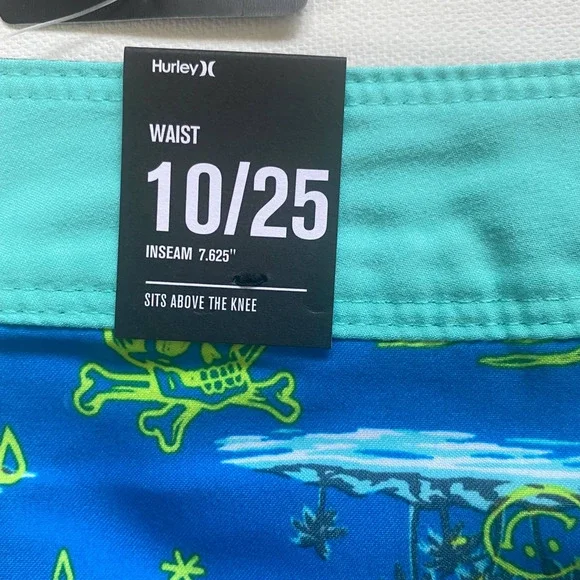 Hurley
WAIST
10/25
INSEAM 7.625"
SITS ABOVE THE KNEE